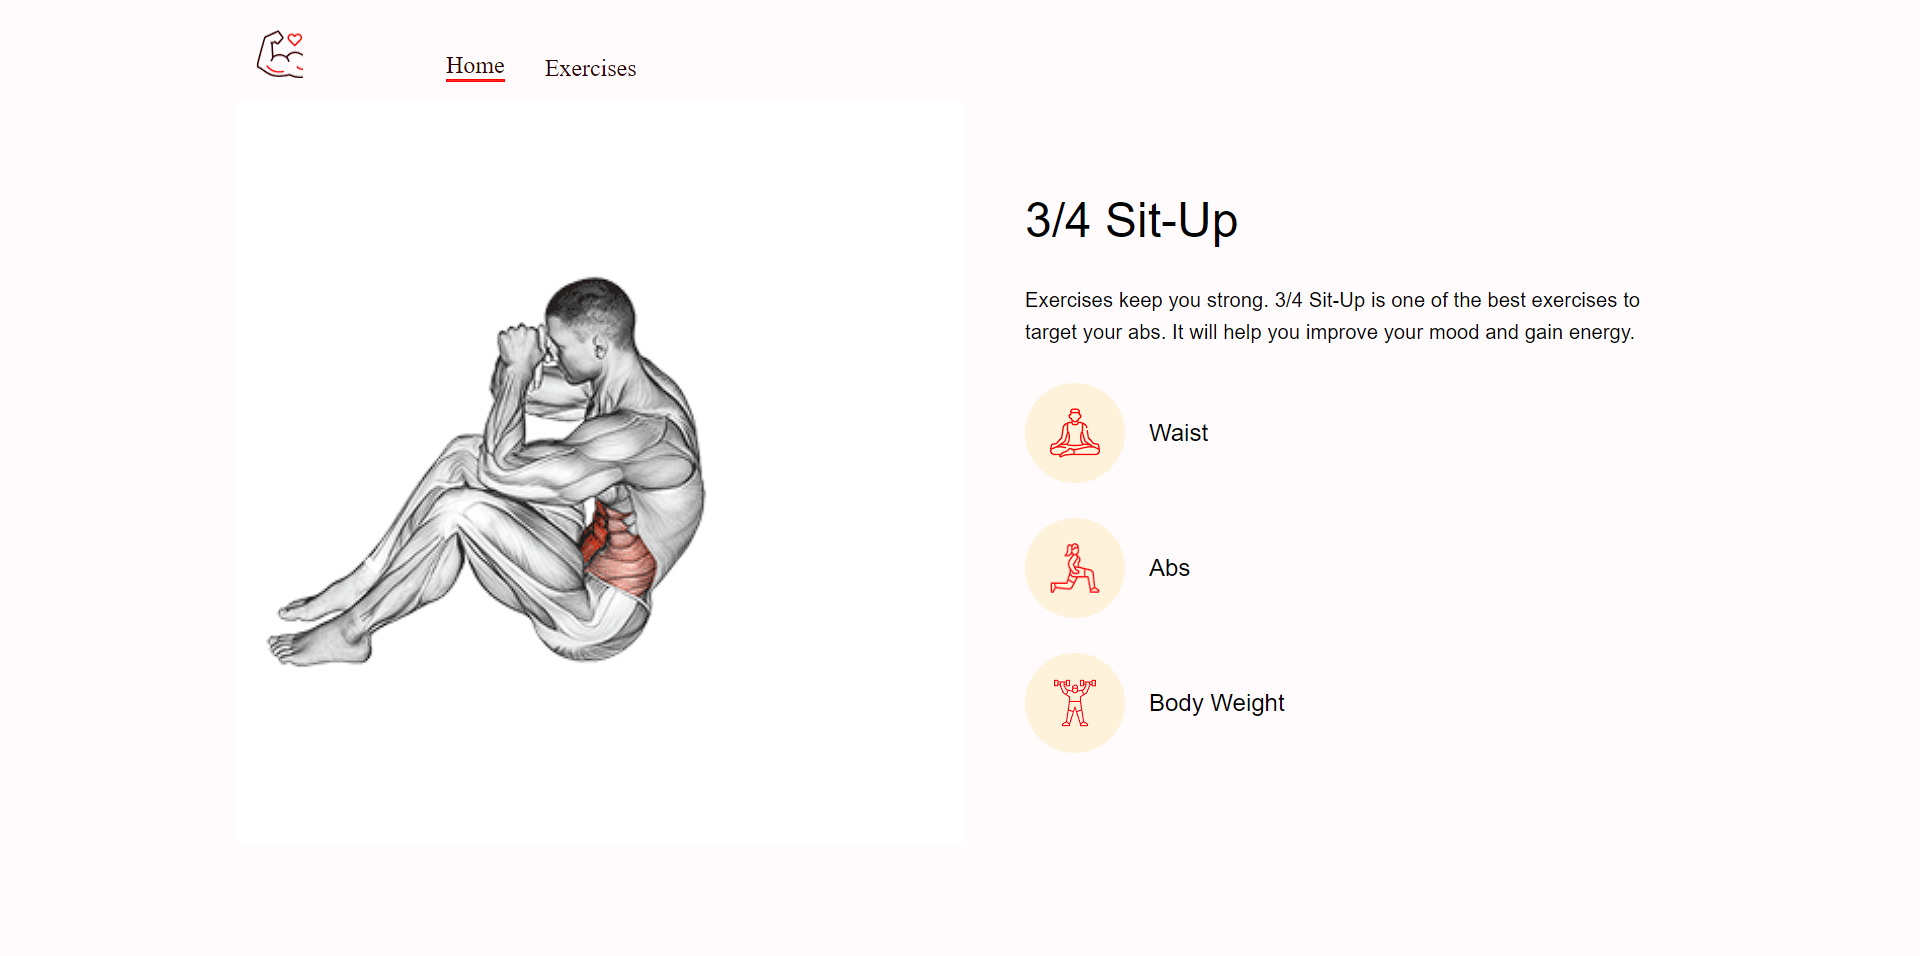 Home
Exercises
3/4 Sit-Up
Exercises keep you strong. 3/4 Sit-Up is one of the best exercises to
target your abs. It will help you improve your mood and gain energy.
Waist
Abs
Body Weight